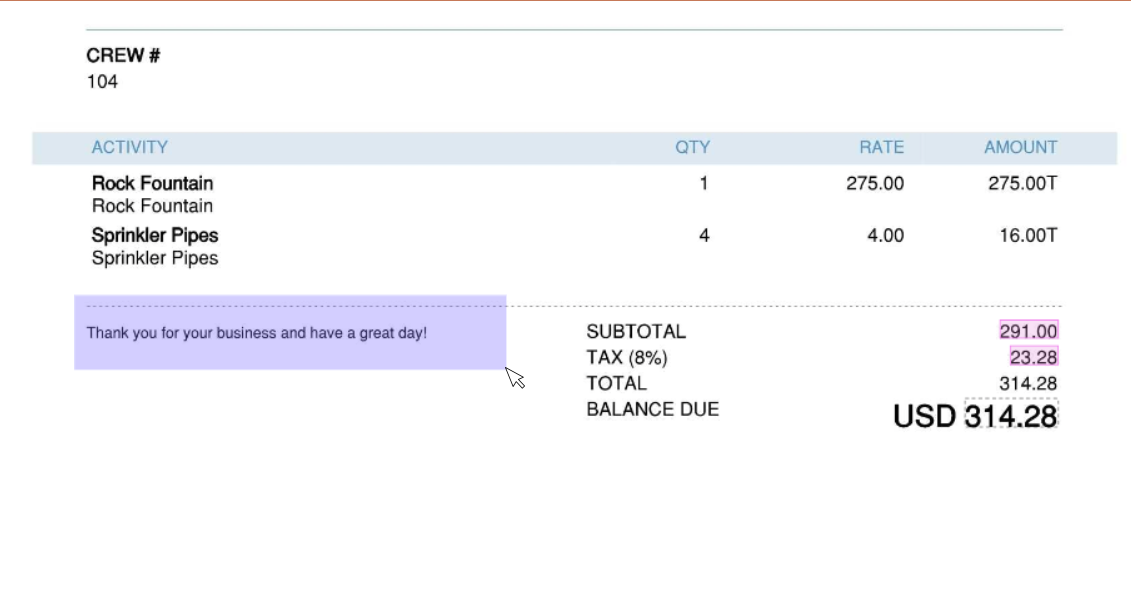 CREW #
104
ACTIVITY QTY RATE AMOUNT
Rock Fountain 1 275.00 275.00T
Rock Fountain
Sprinkler Pipes 4 4.00 16.00T
Sprinkler Pipes
Thank you for your business and have a great day!
SUBTOTAL 291.00
TAX (8%) 23.28
TOTAL 314.28
BALANCE DUE USD 314.28